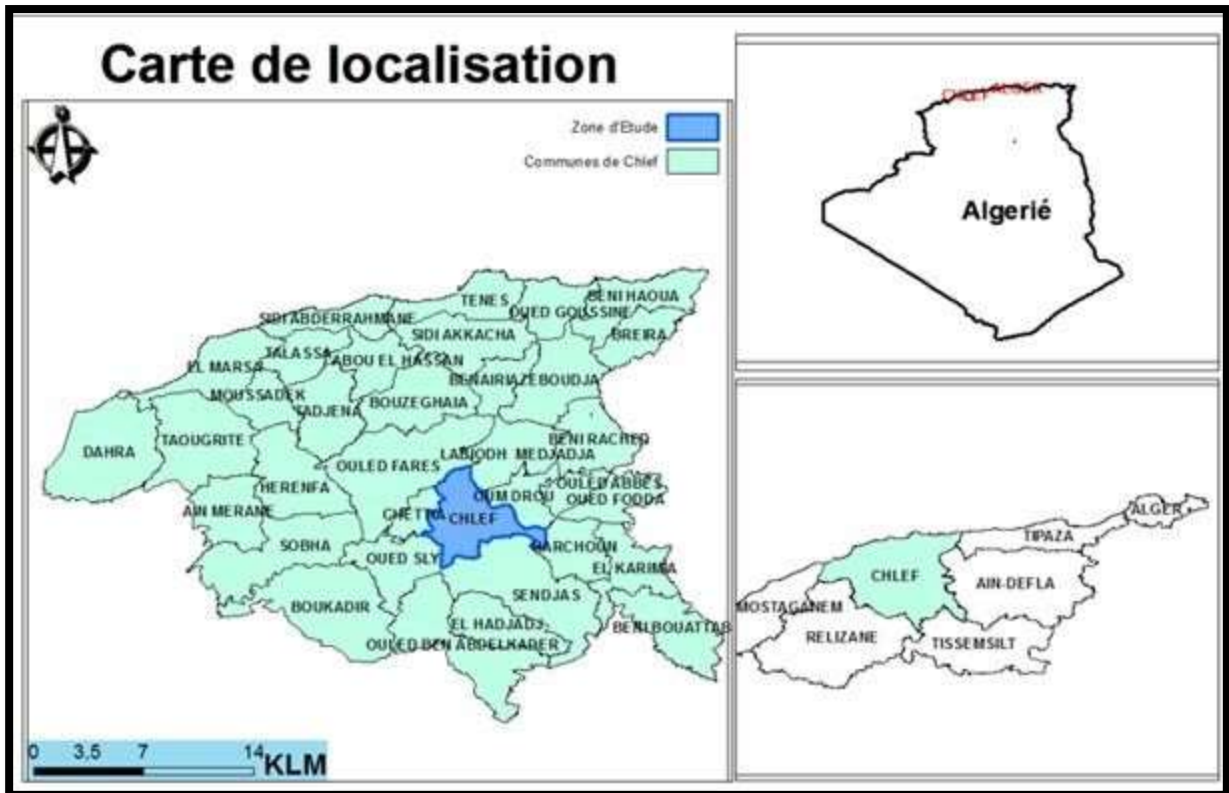 Carte de localisation
Zone d'Etude
Communes de Chlef
TENES
BENI HAOUA
OUED GOUSSINE
SIDI ABDERRAHMANE
SIDI AKKACHA
BREIRA
TALASSA
ABOU EL HASSAN
EL MARSA
BENAIRIA
ZEBOUDJA
MOUSSADEK
TADJENA
BOUZEGHAIA
DAHRA
TAOUGRITE
BENI RACHED
LABIODH MEDJADJA
OULED FARES
HERENFA
OUM DROU
OULED ABBES
OUED FODDA
AIN MERANE
CHETTIA
CHLEF
SOBHA
OUED SLY
HARCHOUN
EL KARIMIA
BOUKADIR
SENDJAS
EL HADJADJ
BENI BOUATTAB
OULED BEN ABDELKADER
0 3,5 7 14 KLM
CHLEF ALGER
Algerié
ALGER
TIPAZA
CHLEF
AIN-DEFLA
MOSTAGANEM
RELIZANE
TISSEMSILT